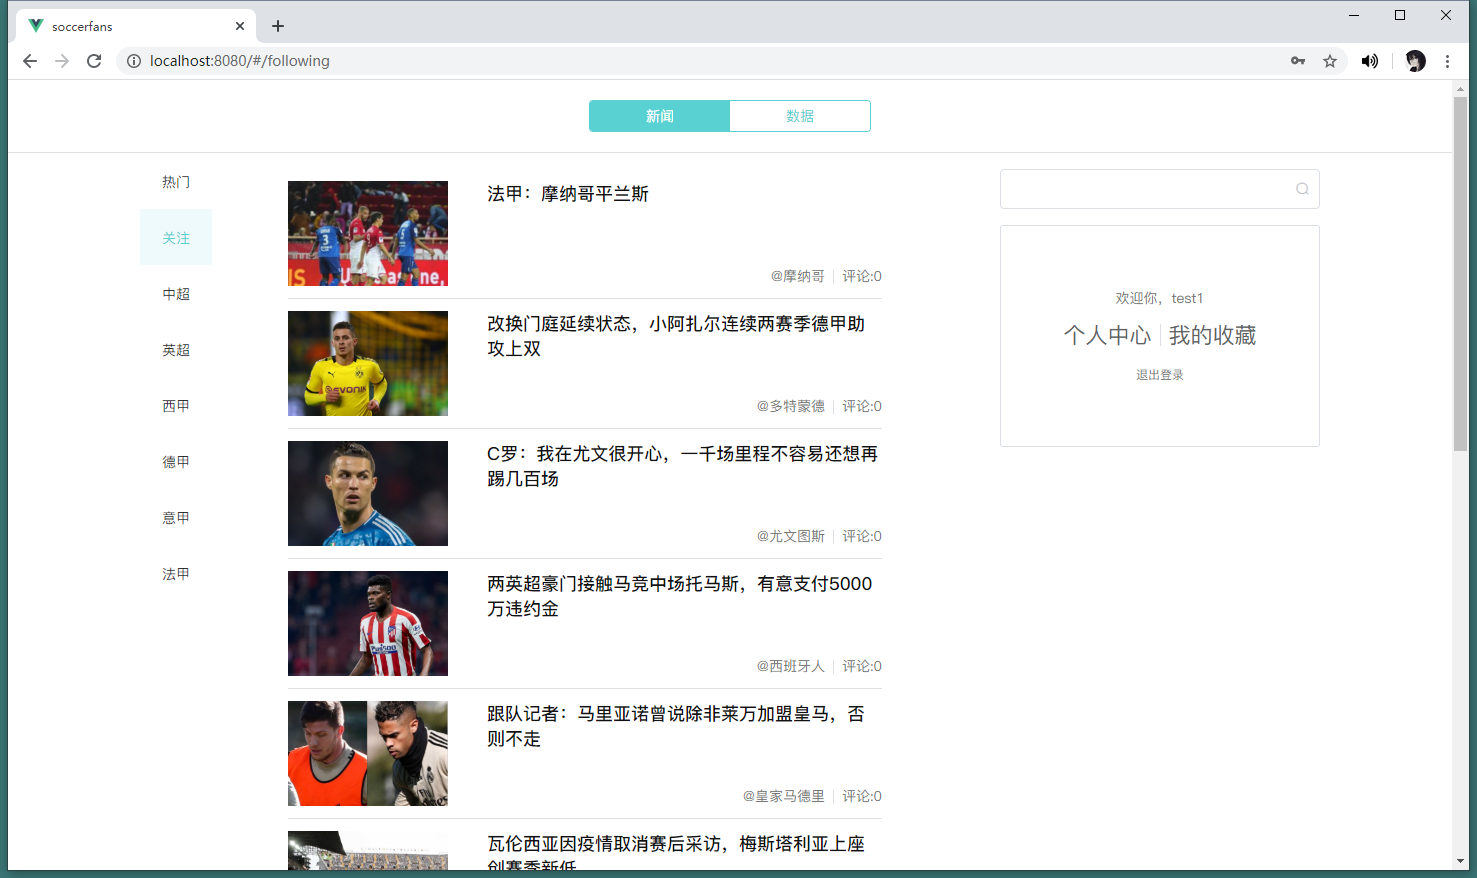 soccerfans
localhost:8080/#/following
新闻
数据
热门
关注
中超
英超
西甲
德甲
意甲
法甲
法甲：摩纳哥平兰斯
@摩纳哥
评论:0
改换门庭延续状态，小阿扎尔连续两赛季德甲助
攻上双
@多特蒙德
评论:0
C罗：我在尤文很开心，一千场里程不容易还想再
踢几百场
@尤文图斯
评论:0
两英超豪门接触马竞中场托马斯，有意支付5000
万违约金
@西班牙人
评论:0
跟队记者：马里亚诺曾说除非莱万加盟皇马，否
则不走
@皇家马德里
评论:0
瓦伦西亚因疫情取消赛后采访，梅斯塔利亚上座
创赛季新低
欢迎你，test1
个人中心
我的收藏
退出登录